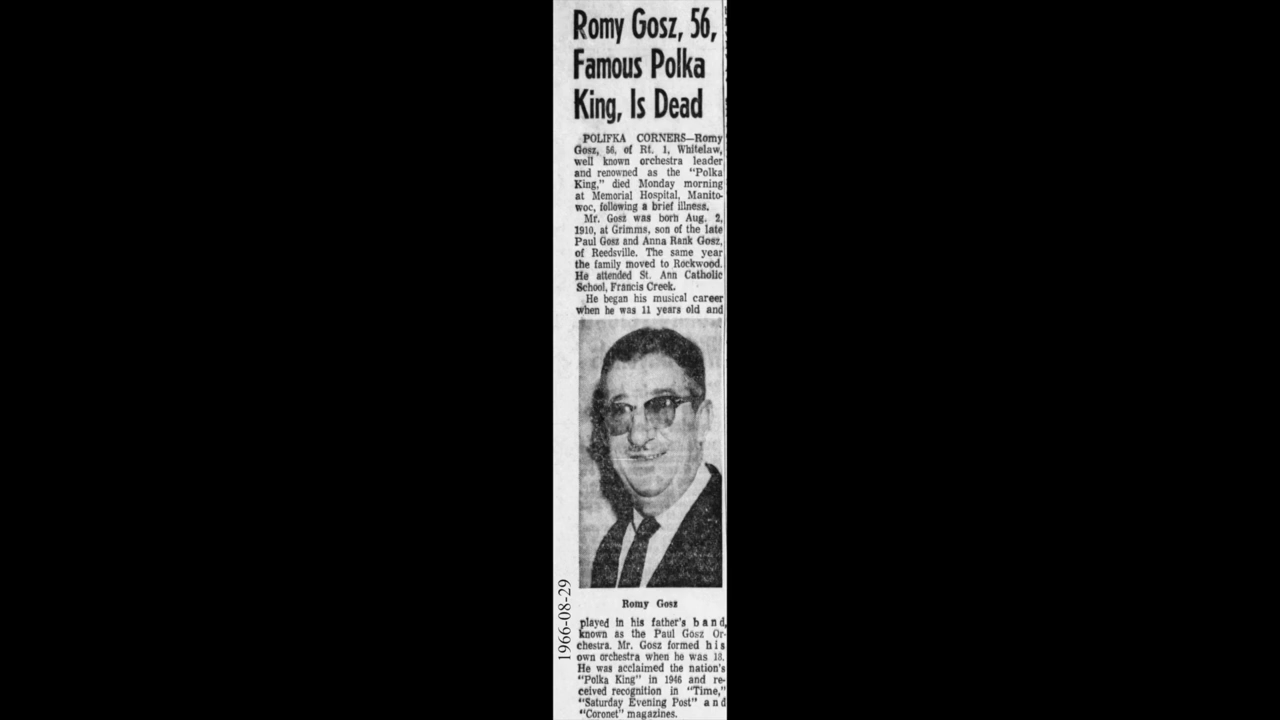 Romy Gosz, 56,
Famous Polka
King, Is Dead
POLIFKA CORNERS—Romy
Gosz, 56, of Rt. 1, Whitelaw,
well known orchestra leader
and renowned as the "Polka
King," died Monday morning
at Memorial Hospital, Manito-
woc, following a brief illness.
Mr. Gosz was born Aug. 2,
1910, at Grimms, son of the late
Paul Gosz and Anna Rank Gosz,
of Reedsville. The same year
the family moved to Rockwood.
He attended St. Ann Catholic
School, Francis Creek.
He began his musical career
when he was 11 years old and
Romy Gosz
played in his father's band,
known as the Paul Gosz Or-
chestra. Mr. Gosz formed his
own orchestra when he was 18.
He was acclaimed the nation's
"Polka King" in 1946 and re-
ceived recognition in "Time,"
"Saturday Evening Post" and
"Coronet" magazines.
1966-08-29